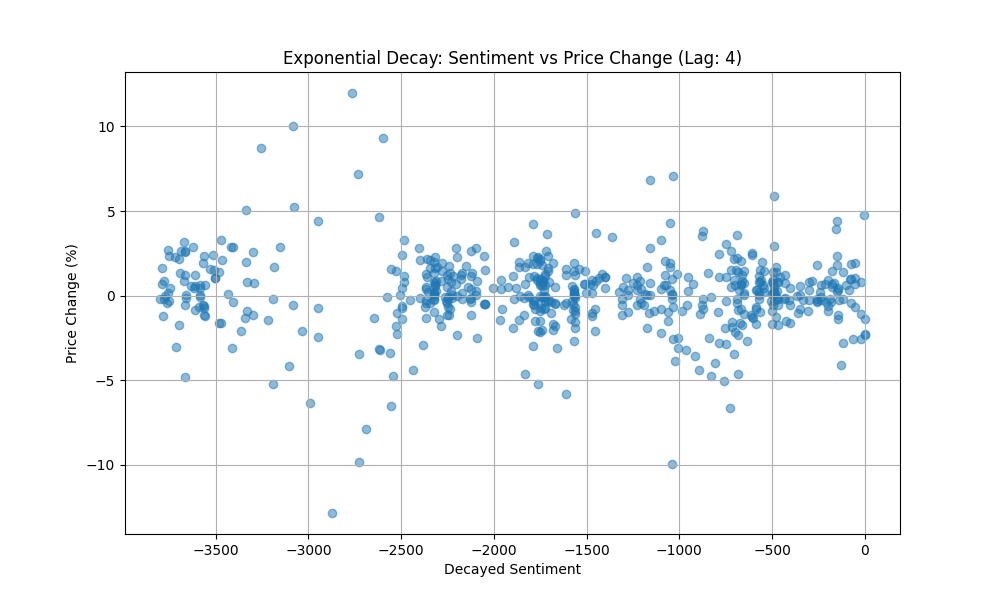 Exponential Decay: Sentiment vs Price Change (Lag: 4)
Price Change (%)
10
5
0
−5
−10
−3500 −3000 −2500 −2000 −1500 −1000 −500 0
Decayed Sentiment